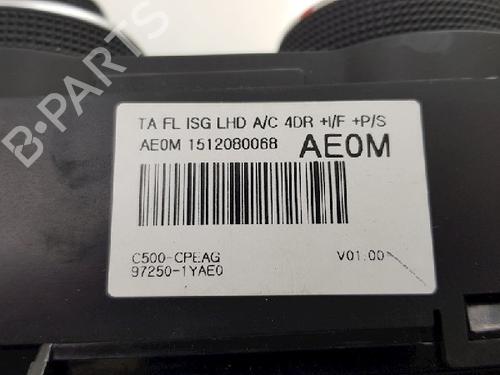 B-PARTS
TA FL ISG LHD A/C 4DR +I/F +P/S
AE0M 1512080068 AE0M
C500-CPEAG V01.00
97250-1YAE0